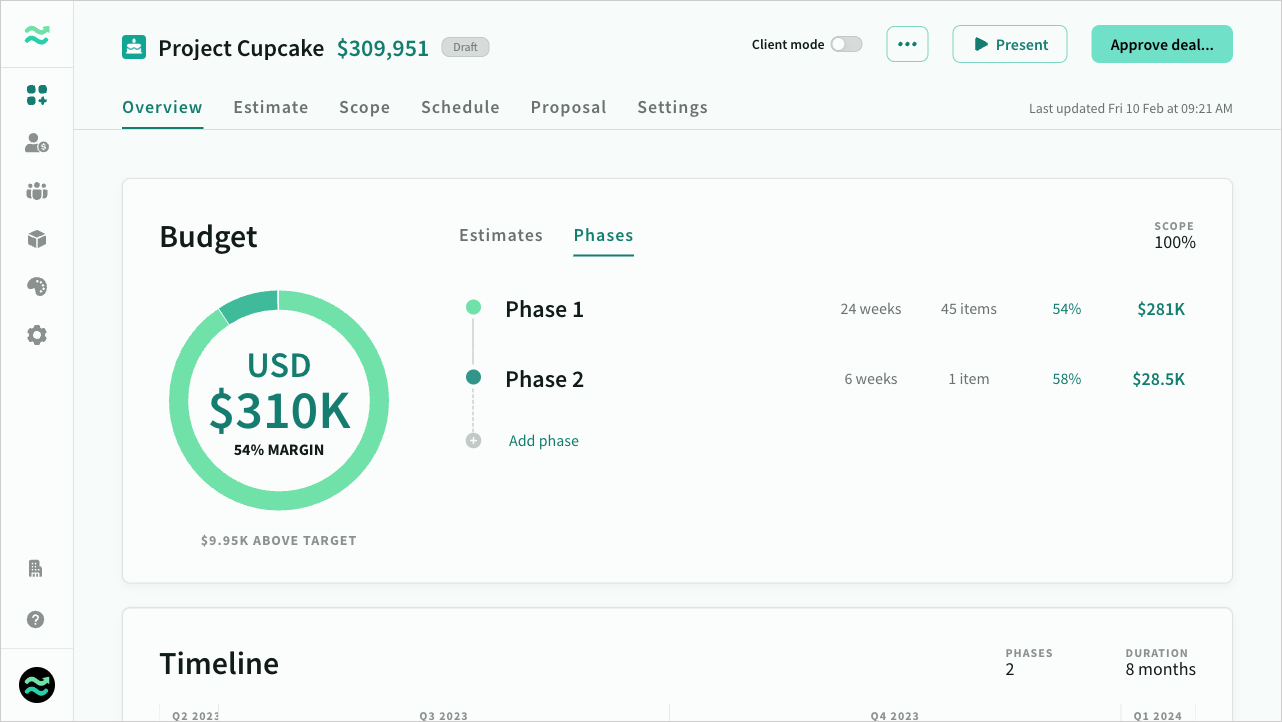 Project Cupcake $309,951 Draft
Client mode
Present
Approve deal...
Overview Estimate Scope Schedule Proposal Settings
Last updated Fri 10 Feb at 09:21 AM
Budget
Estimates Phases
SCOPE
100%
USD
$310K
54% MARGIN
$9.95K ABOVE TARGET
Phase 1 24 weeks 45 items 54% $281K
Phase 2 6 weeks 1 item 58% $28.5K
Add phase
Timeline
PHASES
2
DURATION
8 months
Q2 2023 Q3 2023 Q4 2023 Q1 2024